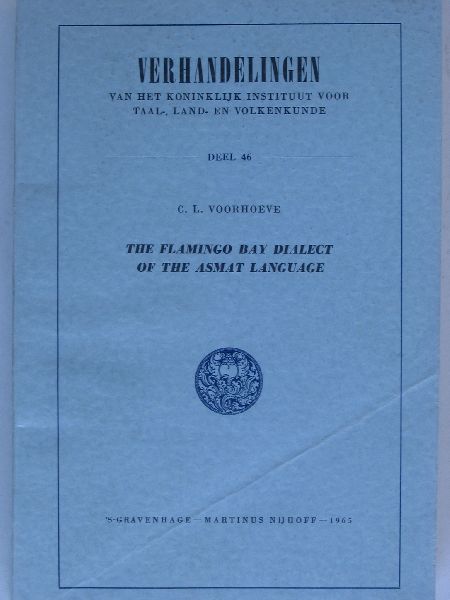 VERHANDELINGEN
VAN HET KONINKLIJK INSTITUUT VOOR
TAAL-, LAND- EN VOLKENKUNDE
DEEL 46
C. L. VOORHOEVE
THE FLAMINGO BAY DIALECT
OF THE ASMAT LANGUAGE
'S-GRAVENHAGE — MARTINUS NIJHOFF — 1965